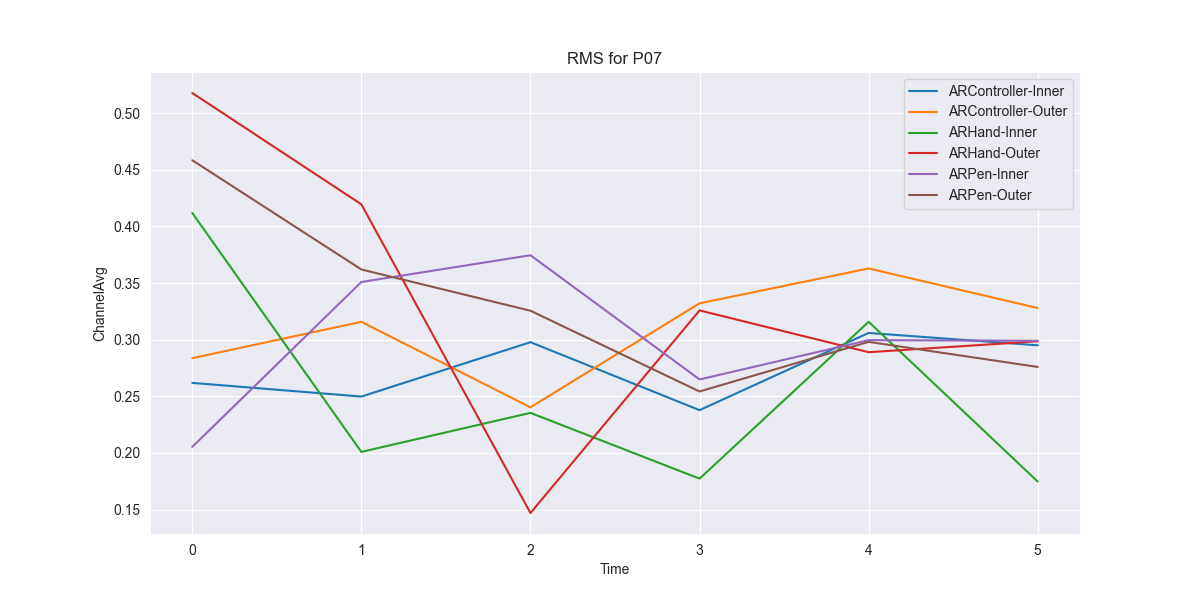 RMS for P07
ARController-Inner
ARController-Outer
ARHand-Inner
ARHand-Outer
ARPen-Inner
ARPen-Outer
ChannelAvg
0.50
0.45
0.40
0.35
0.30
0.25
0.20
0.15
0 1 2 3 4 5
Time